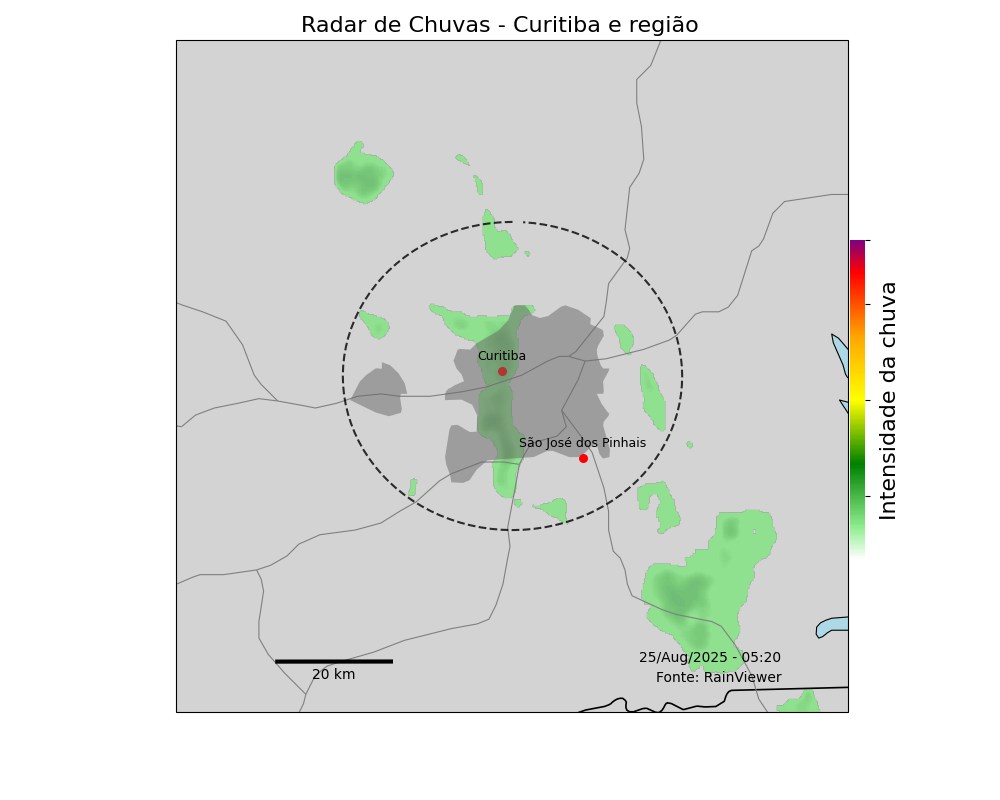 Radar de Chuvas - Curitiba e região
Curitiba
São José dos Pinhais
Intensidade da chuva
20 km
25/Aug/2025 - 05:20
Fonte: RainViewer